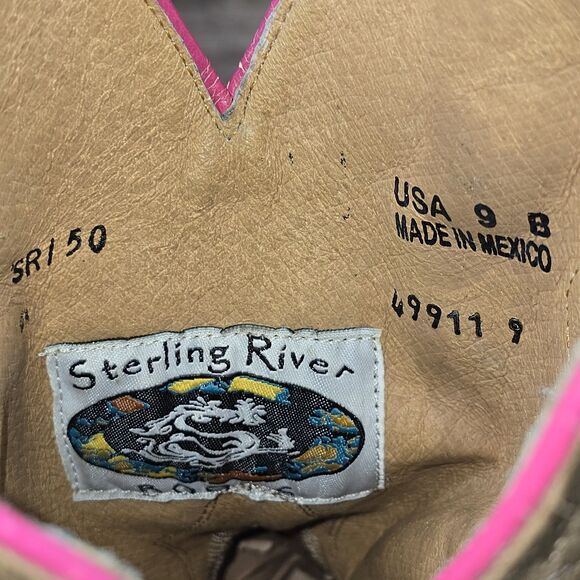 SR150
USA 9 B
MADE IN MEXICO
49911 9
Sterling River